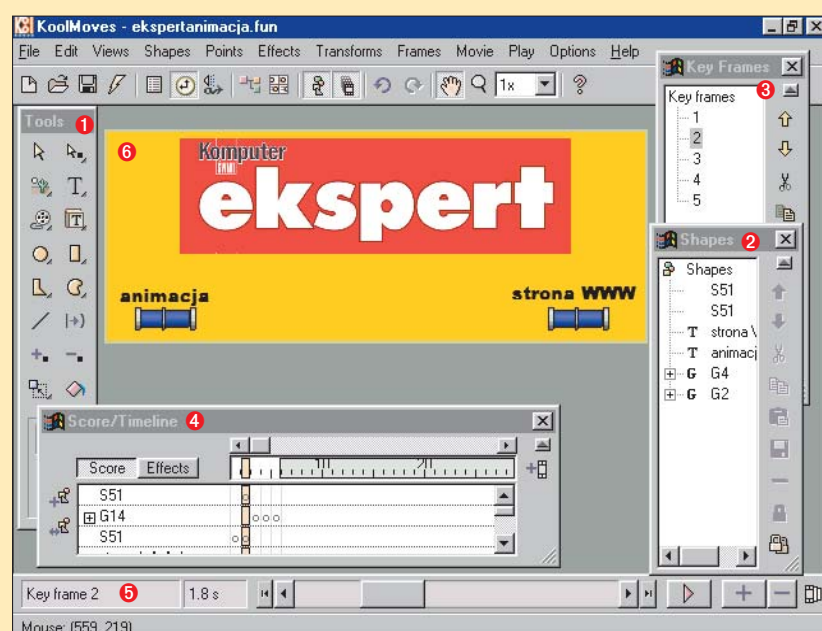 KoolMoves - ekspertanimacja.fun
File Edit Views Shapes Points Effects Transforms Frames Movie Play Options Help
1x
Key Frames
3
Key frames
1
2
3
4
5
Tools 1
6
Komputer
ŚWIAT
ekspert
animacja
strona WWW
Shapes 2
Shapes
S51
S51
T strona \
T animacj
G G4
G G2
Score/Timeline 4
Score Effects
10 20
S51
G14
S51
Key frame 2 5 1.8 s
Mouse: (559, 219)